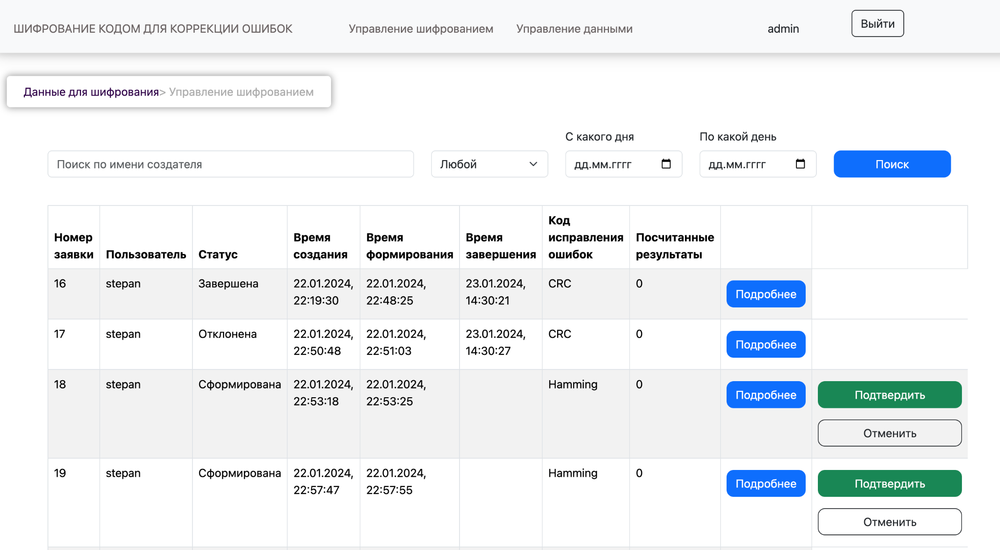 ШИФРОВАНИЕ КОДОМ ДЛЯ КОРРЕКЦИИ ОШИБОК Управление шифрованием Управление данными admin Выйти
Данные для шифрования> Управление шифрованием
С какого дня По какой день
Поиск по имени создателя Любой дд.мм.гггг дд.мм.гггг Поиск
Код
Номер Время Время Время исправления Посчитанные
заявки Пользователь Статус создания формирования завершения ошибок результаты
16 stepan Завершена 22.01.2024, 22.01.2024, 23.01.2024, CRC 0 Подробнее
22:19:30 22:48:25 14:30:21
17 stepan Отклонена 22.01.2024, 22.01.2024, 23.01.2024, CRC 0 Подробнее
22:50:48 22:51:03 14:30:27
18 stepan Сформирована 22.01.2024, 22.01.2024, Hamming 0 Подробнее Подтвердить
22:53:18 22:53:25
Отменить
19 stepan Сформирована 22.01.2024, 22.01.2024, Hamming 0 Подробнее Подтвердить
22:57:47 22:57:55
Отменить